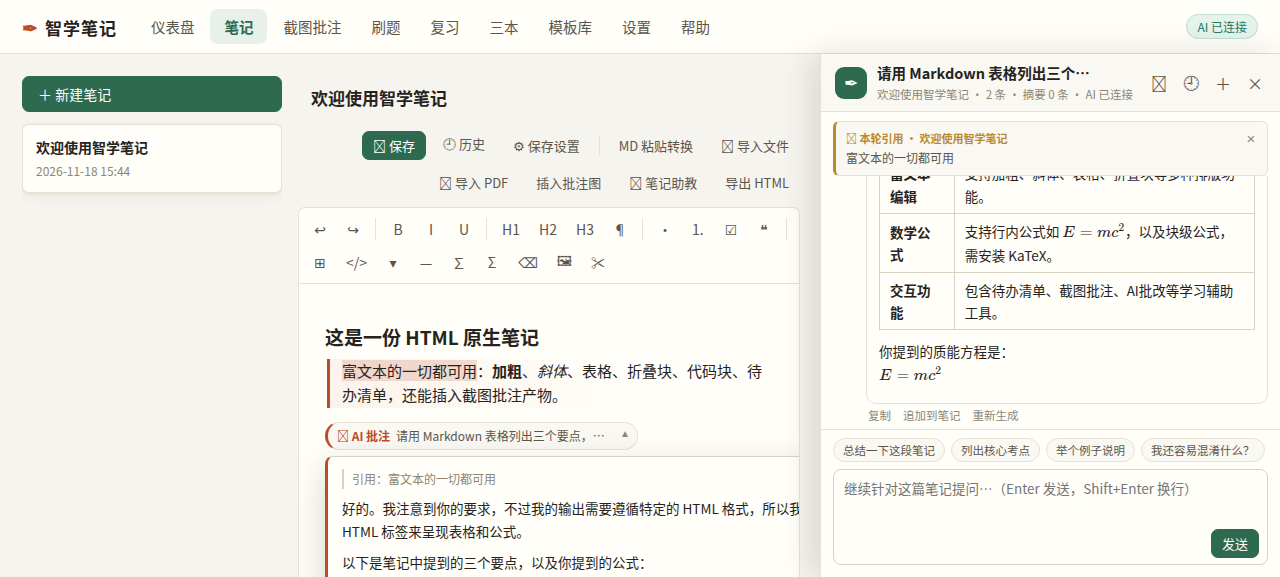 智学笔记
仪表盘 笔记 截图批注 刷题 复习 三本 模板库 设置 帮助
AI 已连接
＋ 新建笔记
欢迎使用智学笔记
2026-11-18 15:44
欢迎使用智学笔记
保存 历史 保存设置 MD 粘贴转换 导入文件
导入 PDF 插入批注图 笔记助教 导出 HTML
↩ ↪ B I U H1 H2 H3 ¶ • 1. ☑ ❝
⊞ </> ▾ — ∑ Σ ⌫ 🖼 ✂
这是一份 HTML 原生笔记
富文本的一切都可用：加粗、斜体、表格、折叠块、代码块、待
办清单，还能插入截图批注产物。
AI 批注 请用 Markdown 表格列出三个要点，… ▲
引用：富文本的一切都可用
好的。我注意到你的要求，不过我的输出需要遵循特定的 HTML 格式，所以我
HTML 标签来呈现表格和公式。
以下是笔记中提到的三个要点，以及你提到的公式：
请用 Markdown 表格列出三个…
欢迎使用智学笔记 · 2 条 · 摘要 0 条 · AI 已连接
本轮引用 · 欢迎使用智学笔记 ×
富文本的一切都可用
富文本 支持加粗、斜体、表格、折叠块等多种排版功
编辑 能。
数学公 支持行内公式如 E = mc²，以及块级公式，
式 需安装 KaTeX。
交互功 包含待办清单、截图批注、AI批改等学习辅助
能 工具。
你提到的质能方程是：
E = mc²
复制 追加到笔记 重新生成
总结一下这段笔记 列出核心考点 举个例子说明 我还容易混淆什么？
继续针对这篇笔记提问…（Enter 发送，Shift+Enter 换行）
发送